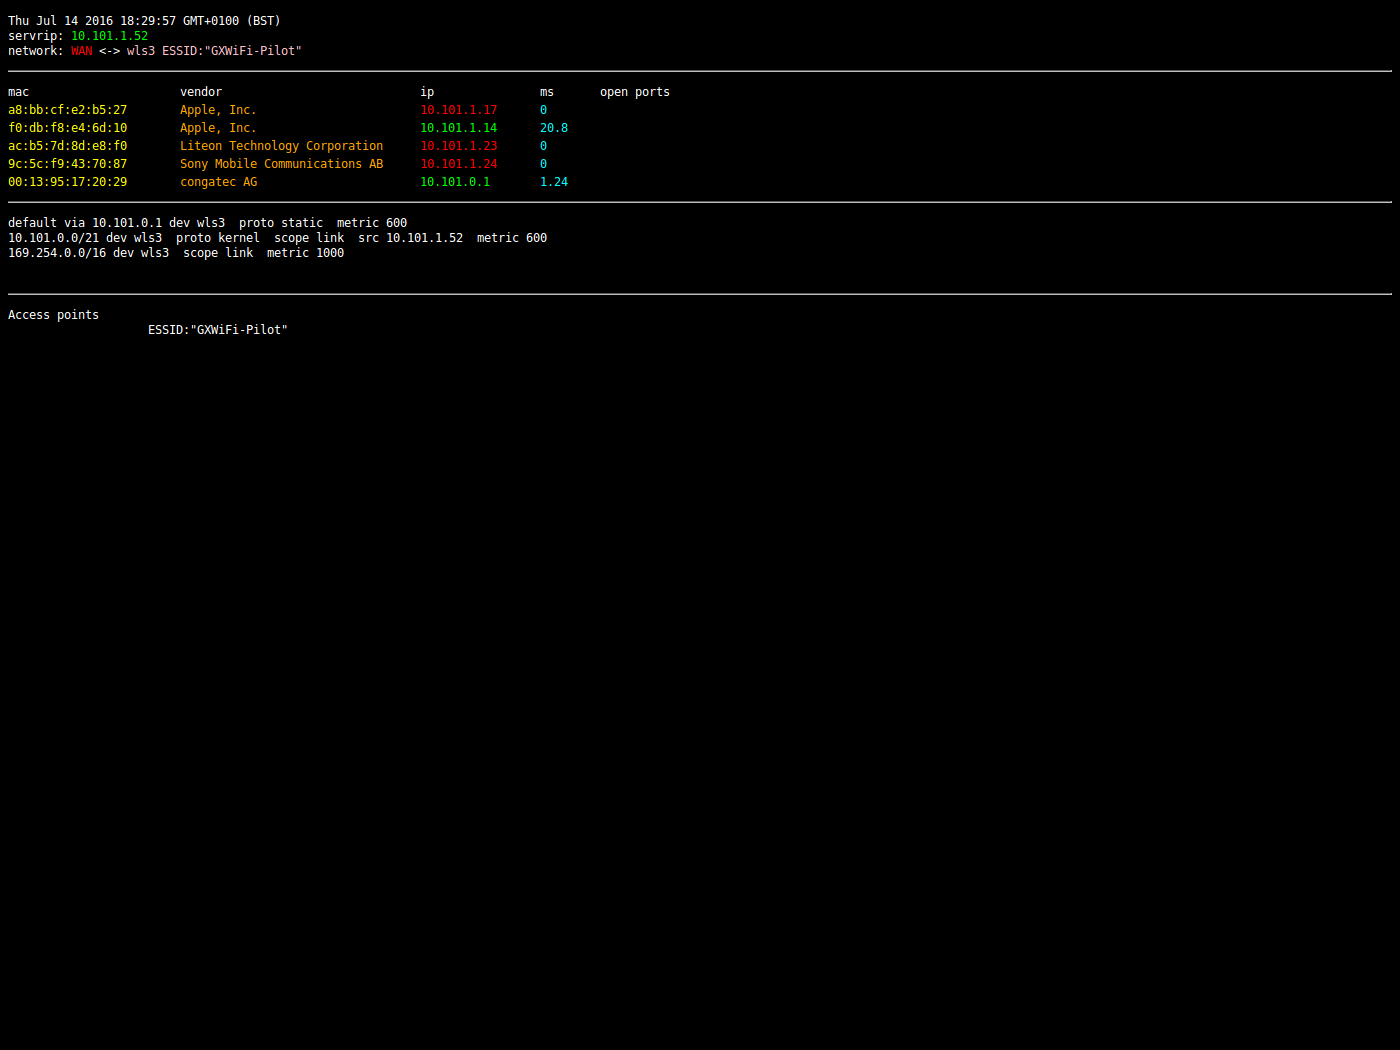 Thu Jul 14 2016 18:29:57 GMT+0100 (BST)
servrip: 10.101.1.52
network: WAN <-> wls3 ESSID:"GXWiFi-Pilot"
mac vendor ip ms open ports
a8:bb:cf:e2:b5:27 Apple, Inc. 10.101.1.17 0
f0:db:f8:e4:6d:10 Apple, Inc. 10.101.1.14 20.8
ac:b5:7d:8d:e8:f0 Liteon Technology Corporation 10.101.1.23 0
9c:5c:f9:43:70:87 Sony Mobile Communications AB 10.101.1.24 0
00:13:95:17:20:29 congatec AG 10.101.0.1 1.24
default via 10.101.0.1 dev wls3  proto static  metric 600
10.101.0.0/21 dev wls3  proto kernel  scope link  src 10.101.1.52  metric 600
169.254.0.0/16 dev wls3  scope link  metric 1000
Access points
ESSID:"GXWiFi-Pilot"